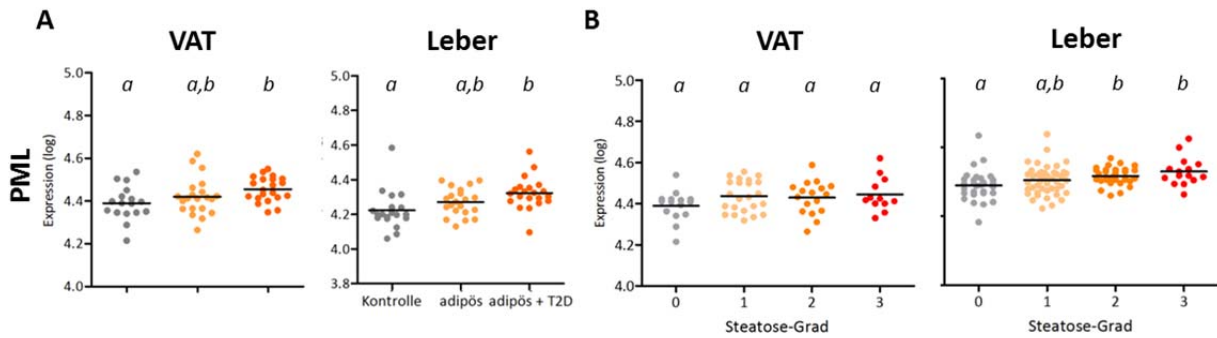 A
B
VAT
Leber
VAT
Leber
PML
Expression (log)
5.0
4.8
4.6
4.4
4.2
4.0
a
a,b
b
5.0
4.8
4.6
4.4
4.2
4.0
3.8
a
a,b
b
Kontrolle
adipös
adipös + T2D
Expression (log)
5.0
4.8
4.6
4.4
4.2
4.0
a
a
a
a
0
1
2
3
Steatose-Grad
a
a,b
b
b
0
1
2
3
Steatose-Grad